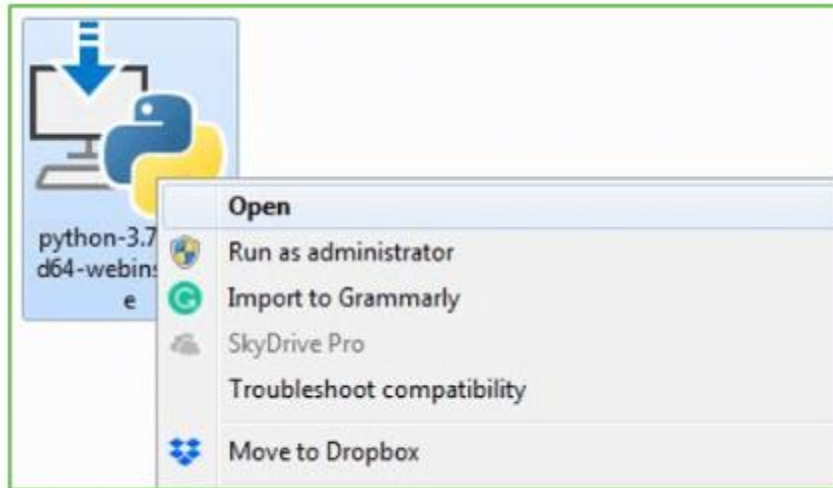 python-3.7
d64-webins
e
Open
Run as administrator
Import to Grammarly
SkyDrive Pro
Troubleshoot compatibility
Move to Dropbox